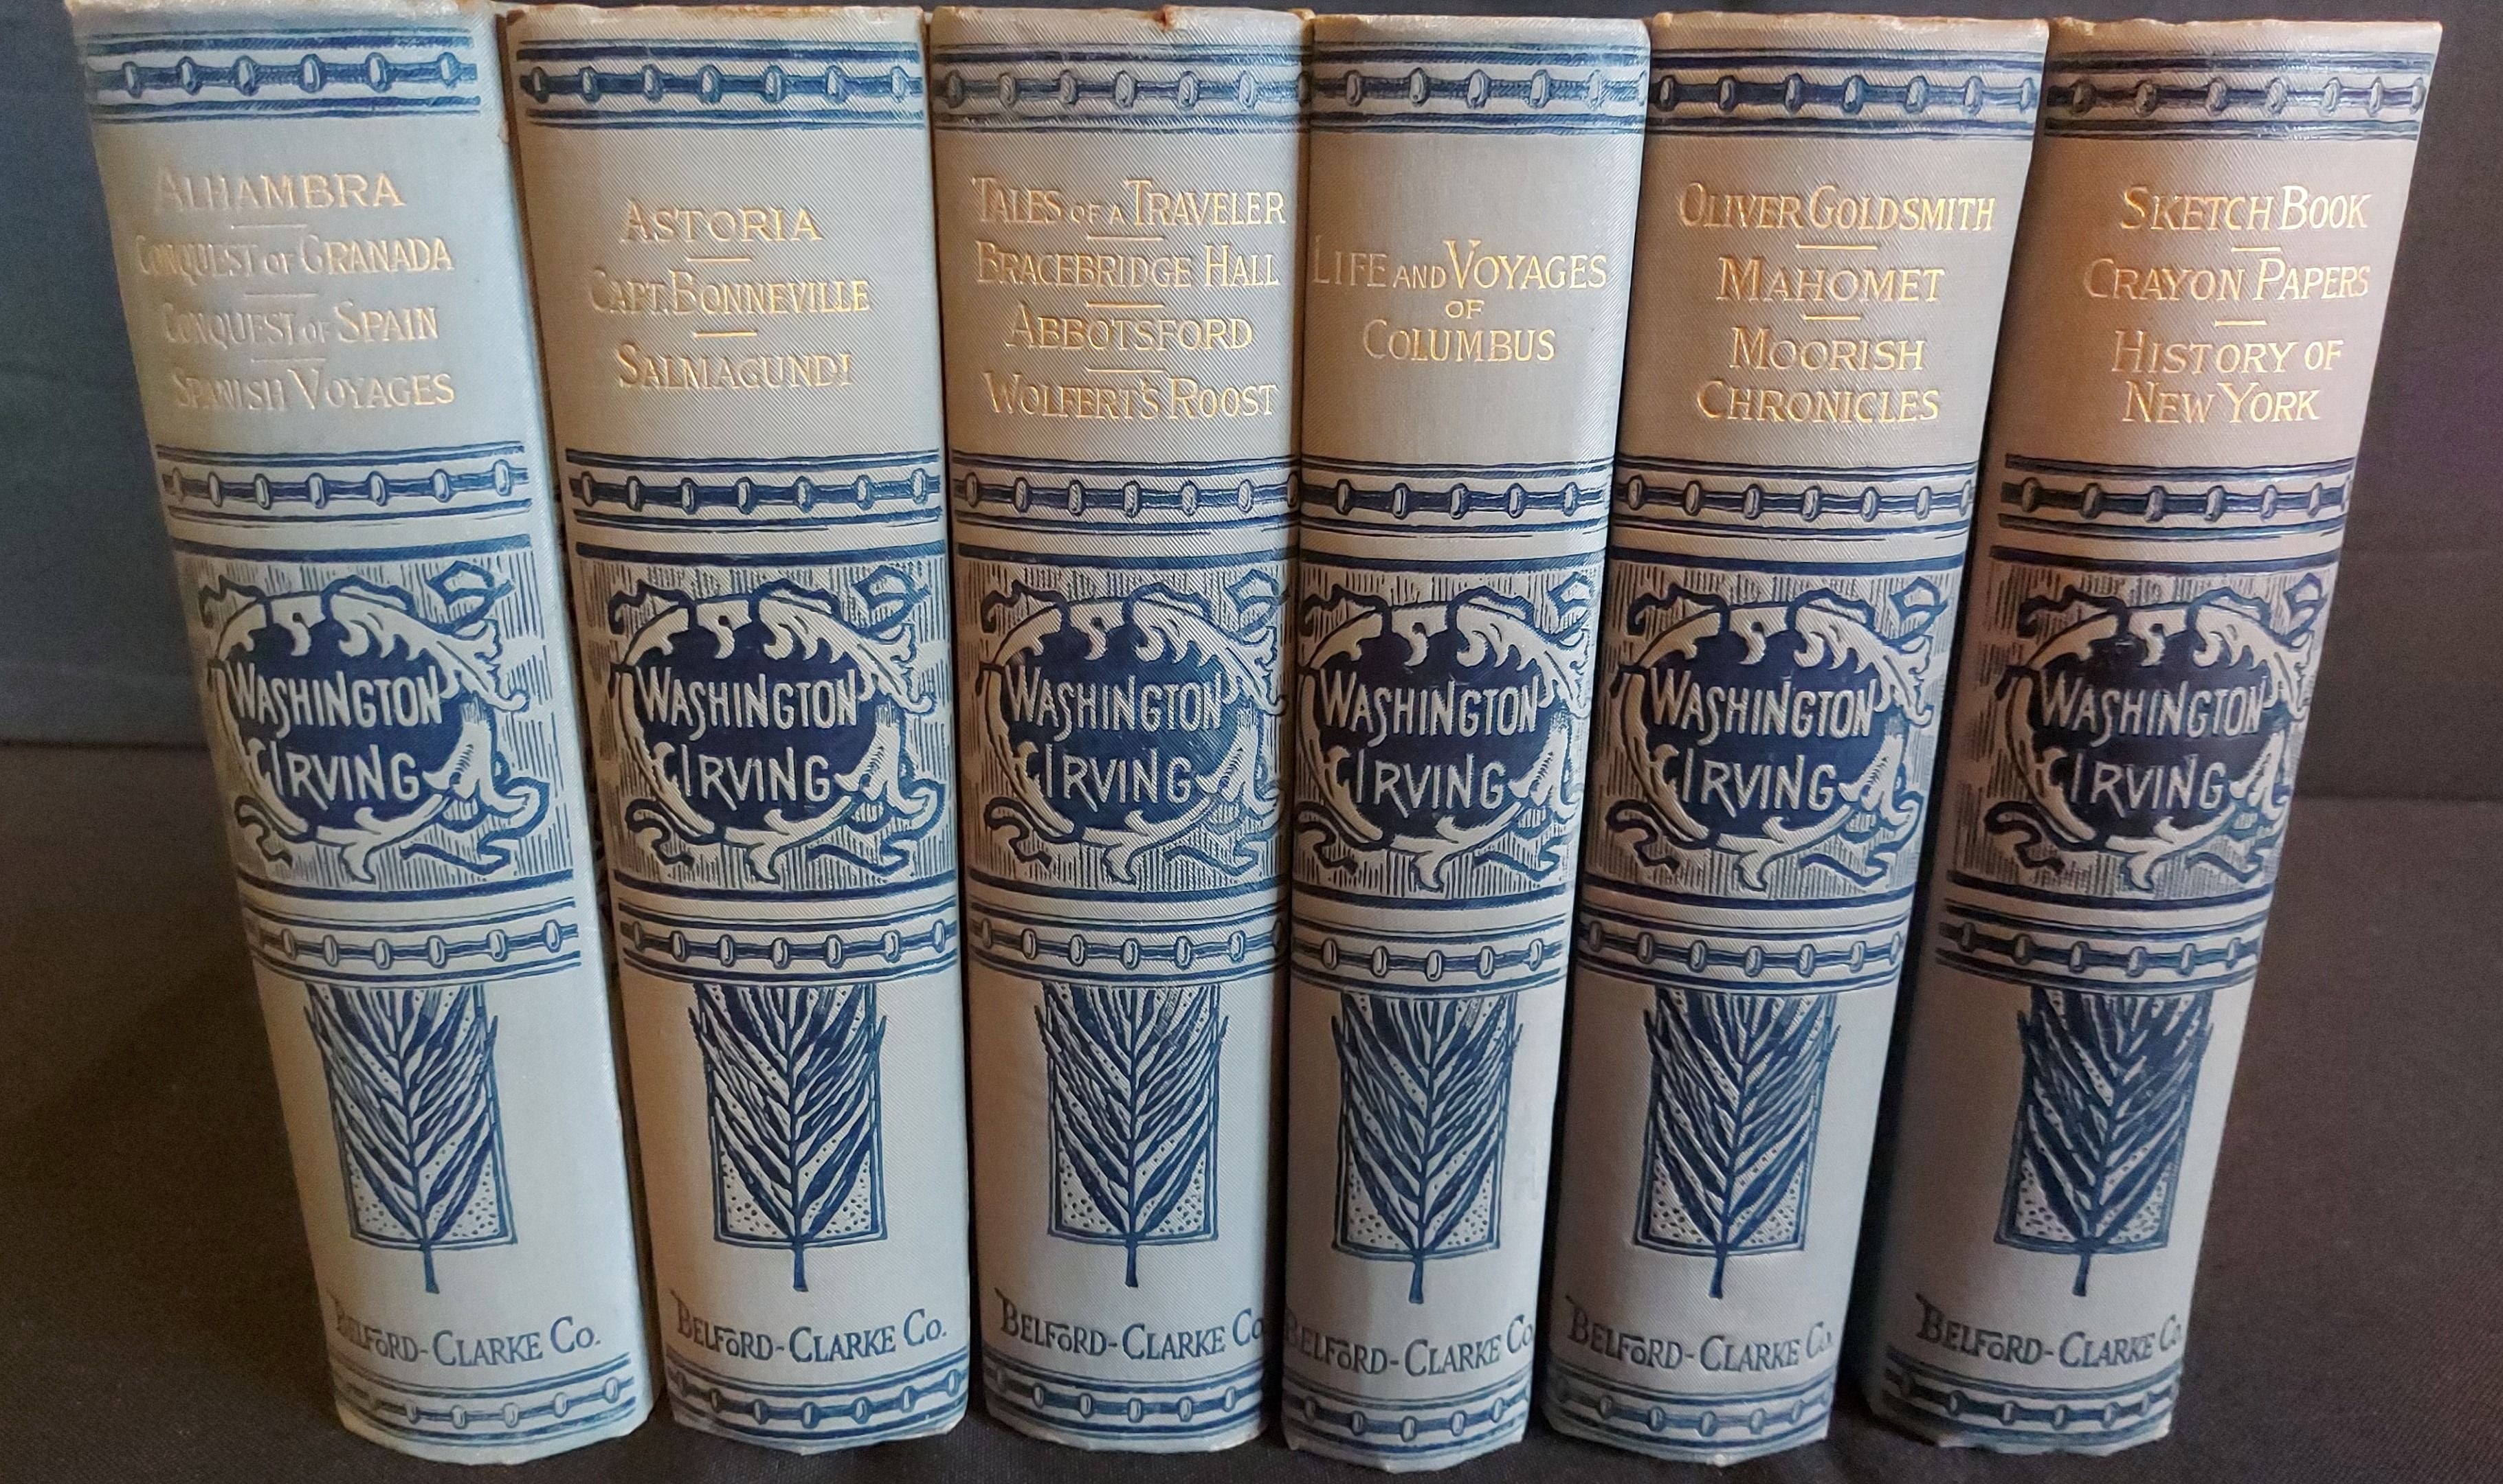 ALHAMBRA
CONQUEST OF GRANADA
CONQUEST OF SPAIN
SPANISH VOYAGES
WASHINGTON
IRVING
BELFORD-CLARKE CO.
ASTORIA
CAPT. BONNEVILLE
SALMAGUNDI
WASHINGTON
IRVING
BELFORD-CLARKE CO.
TALES OF A TRAVELER
BRACEBRIDGE HALL
ABBOTSFORD
WOLFERT'S ROOST
WASHINGTON
IRVING
BELFORD-CLARKE CO
LIFE AND VOYAGES
OF
COLUMBUS
WASHINGTON
IRVING
BELFORD-CLARKE CO
OLIVER GOLDSMITH
MAHOMET
MOORISH
CHRONICLES
WASHINGTON
IRVING
BELFORD-CLARKE CO.
SKETCH BOOK
CRAYON PAPERS
HISTORY OF
NEW YORK
WASHINGTON
IRVING
BELFORD-CLARKE CO.